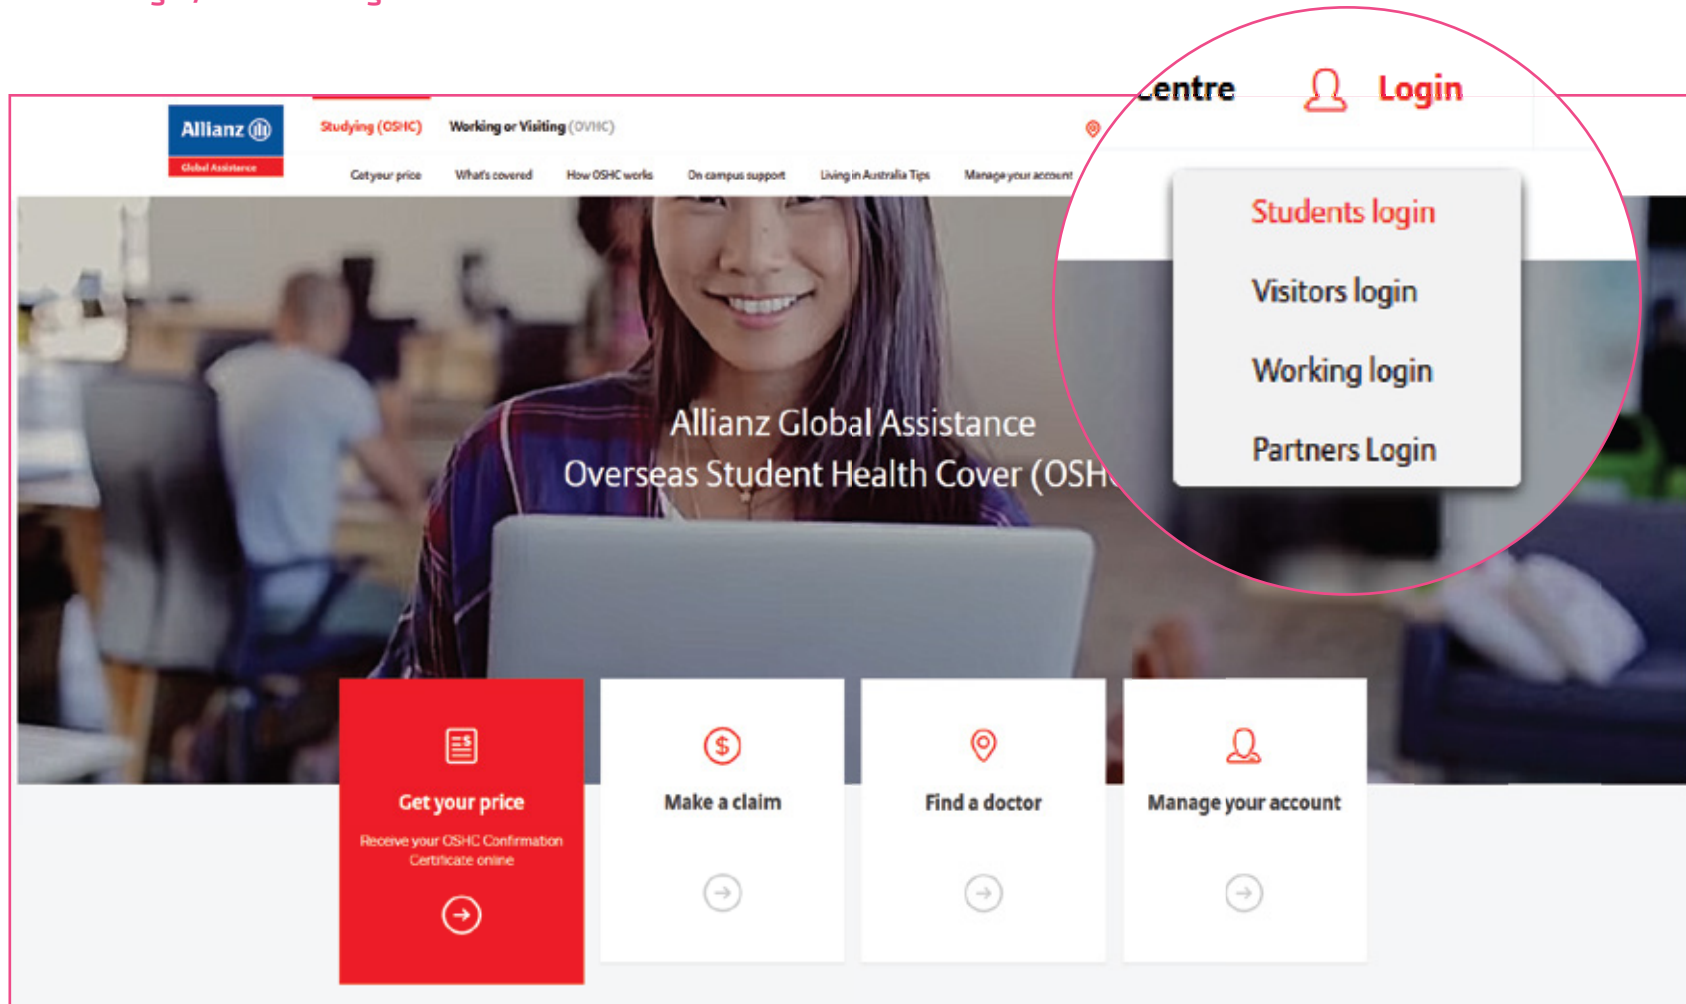 Centre
Login
Allianz
Global Assistance
Studying (OSHC)
Working or Visiting (OVHC)
Get your price
What's covered
How OSHC works
On campus support
Living in Australia Tips
Manage your account
Students login
Visitors login
Working login
Partners Login
Allianz Global Assistance
Overseas Student Health Cover (OSH
Get your price
Receive your OSHC Confirmation
Certificate online
Make a claim
Find a doctor
Manage your account